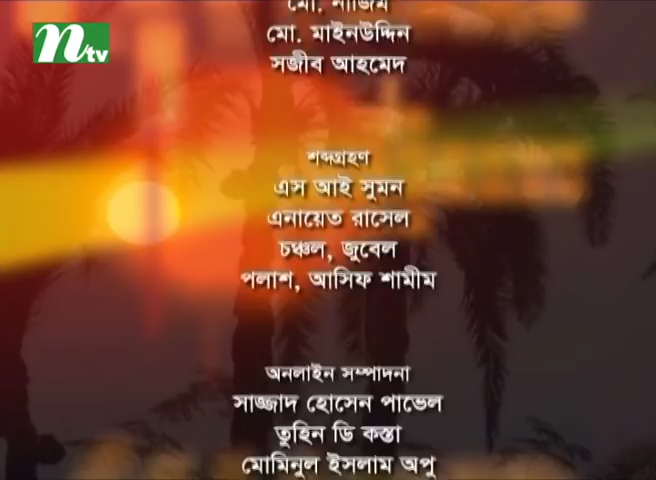 ntv
মো. নাজিম
মো. মাইনউদ্দিন
সজীব আহমেদ
শব্দগ্রহণ
এস আই সুমন
এনায়েত রাসেল
চঞ্চল, জুবেল
পলাশ, আসিফ শামীম
অনলাইন সম্পাদনা
সাজ্জাদ হোসেন পাভেল
তুহিন ডি কস্তা
মোমিনুল ইসলাম অপু